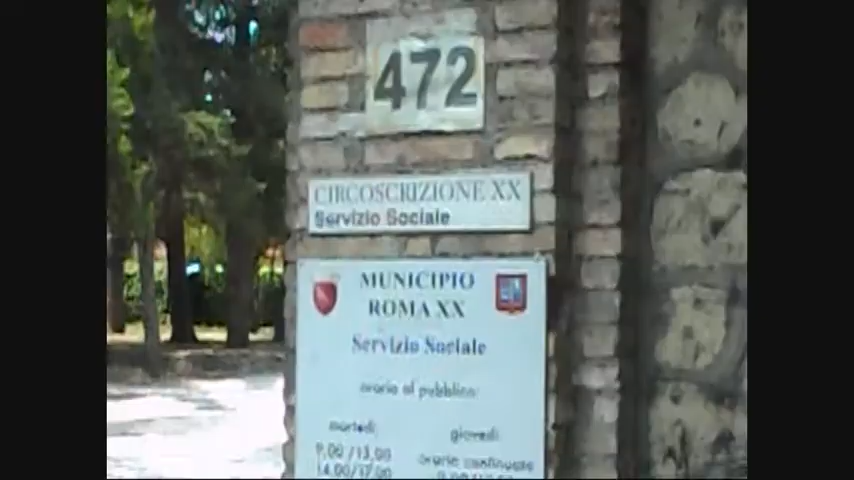 472
CIRCOSCRIZIONE XX
Servizio Sociale
MUNICIPIO
ROMA XX
Servizio Sociale
orario al pubblico:
martedì: giovedì:
9,00/13,00 orario continuato
14,00/17,00